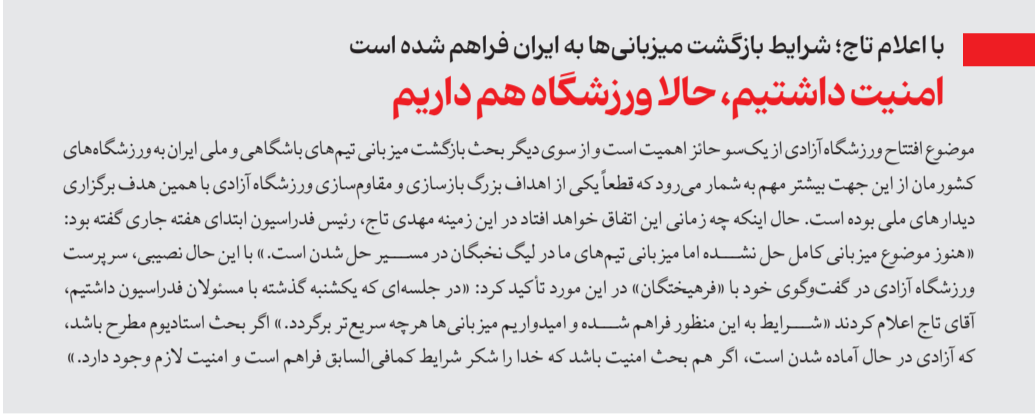 با اعلام تاج؛ شرایط بازگشت میزبانی‌ها به ایران فراهم شده است
امنیت داشتیم، حالا ورزشگاه هم داریم
موضوع افتتاح ورزشگاه آزادی از یک‌سو حائز اهمیت است و از سوی دیگر بحث بازگشت میزبانی تیم‌های باشگاهی و ملی ایران به ورزشگاه‌های
کشورمان از این جهت بیشتر مهم به شمار می‌رود که قطعاً یکی از اهداف بزرگ بازسازی و مقاوم‌سازی ورزشگاه آزادی با همین هدف برگزاری
دیدارهای ملی بوده است. حال اینکه چه زمانی این اتفاق خواهد افتاد در این زمینه مهدی تاج، رئیس فدراسیون ابتدای هفته جاری گفته بود:
«هنوز موضوع میزبانی کامل حل نشده اما میزبانی تیم‌های ما در لیگ نخبگان در مسیر حل شدن است.» با این حال نصیبی، سرپرست
ورزشگاه آزادی در گفت‌وگوی خود با «فرهیختگان» در این مورد تأکید کرد: «در جلسه‌ای که یکشنبه گذشته با مسئولان فدراسیون داشتیم،
آقای تاج اعلام کردند «شرایط به این منظور فراهم شده و امیدواریم میزبانی‌ها هرچه سریع‌تر برگردد.» اگر بحث استادیوم مطرح باشد،
که آزادی در حال آماده شدن است، اگر هم بحث امنیت باشد که خدا را شکر شرایط کمافی‌السابق فراهم است و امنیت لازم وجود دارد.»